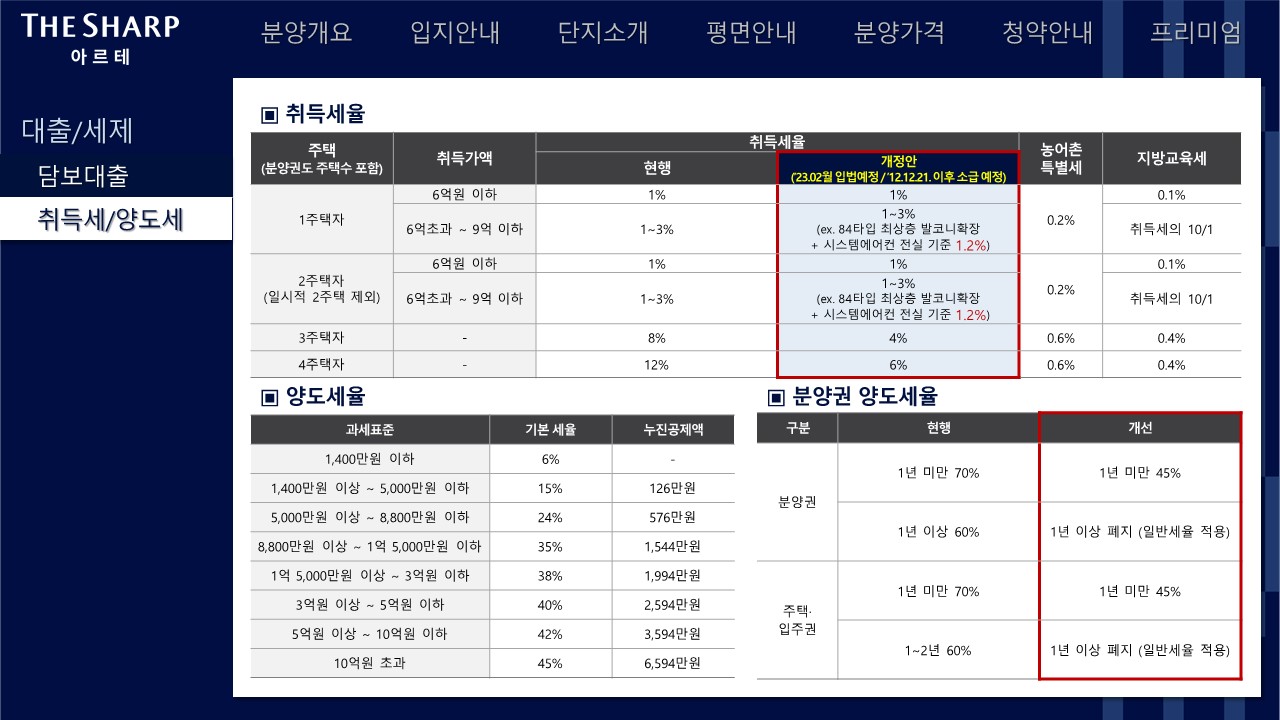 THE SHARP
아르테
분양개요 입지안내 단지소개 평면안내 분양가격 청약안내 프리미엄
대출/세제
담보대출
취득세/양도세
▣ 취득세율
주택
(분양권도 주택수 포함)
취득가액
취득세율
현행
개정안
('23.02월 입법예정 / '12.12.21. 이후 소급 예정)
농어촌
특별세
지방교육세
1주택자
6억원 이하 1% 1% 0.2% 0.1%
6억초과 ~ 9억 이하 1~3%
1~3%
(ex. 84타입 최상층 발코니확장
+ 시스템에어컨 전실 기준 1.2%)
취득세의 10/1
2주택자
(일시적 2주택 제외)
6억원 이하 1% 1% 0.2% 0.1%
6억초과 ~ 9억 이하 1~3%
1~3%
(ex. 84타입 최상층 발코니확장
+ 시스템에어컨 전실 기준 1.2%)
취득세의 10/1
3주택자 - 8% 4% 0.6% 0.4%
4주택자 - 12% 6% 0.6% 0.4%
▣ 양도세율
과세표준 기본 세율 누진공제액
1,400만원 이하 6% -
1,400만원 이상 ~ 5,000만원 이하 15% 126만원
5,000만원 이상 ~ 8,800만원 이하 24% 576만원
8,800만원 이상 ~ 1억 5,000만원 이하 35% 1,544만원
1억 5,000만원 이상 ~ 3억원 이하 38% 1,994만원
3억원 이상 ~ 5억원 이하 40% 2,594만원
5억원 이상 ~ 10억원 이하 42% 3,594만원
10억원 초과 45% 6,594만원
▣ 분양권 양도세율
구분 현행 개선
분양권
1년 미만 70% 1년 미만 45%
1년 이상 60% 1년 이상 폐지 (일반세율 적용)
주택·
입주권
1년 미만 70% 1년 미만 45%
1~2년 60% 1년 이상 폐지 (일반세율 적용)